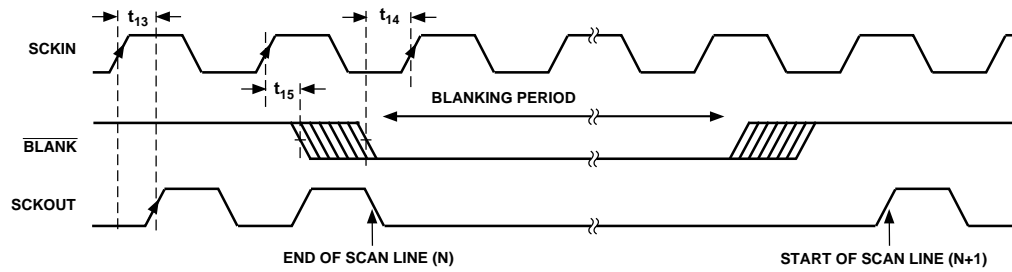 t13
t14
SCKIN
t15
BLANKING PERIOD
BLANK
SCKOUT
END OF SCAN LINE (N)
START OF SCAN LINE (N+1)